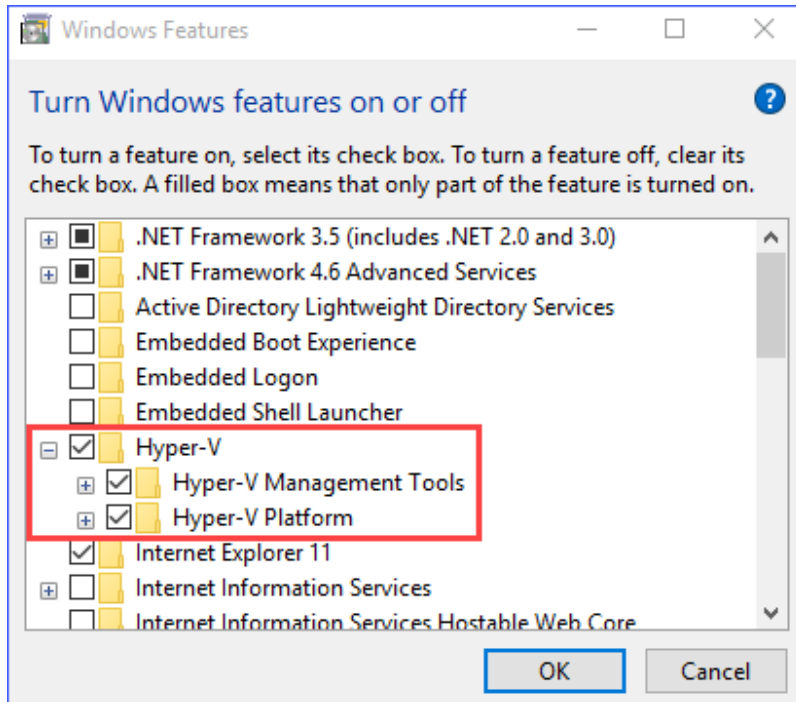 Windows Features
Turn Windows features on or off
?
To turn a feature on, select its check box. To turn a feature off, clear its
check box. A filled box means that only part of the feature is turned on.
.NET Framework 3.5 (includes .NET 2.0 and 3.0)
.NET Framework 4.6 Advanced Services
Active Directory Lightweight Directory Services
Embedded Boot Experience
Embedded Logon
Embedded Shell Launcher
Hyper-V
Hyper-V Management Tools
Hyper-V Platform
Internet Explorer 11
Internet Information Services
Internet Information Services Hostable Web Core
OK Cancel